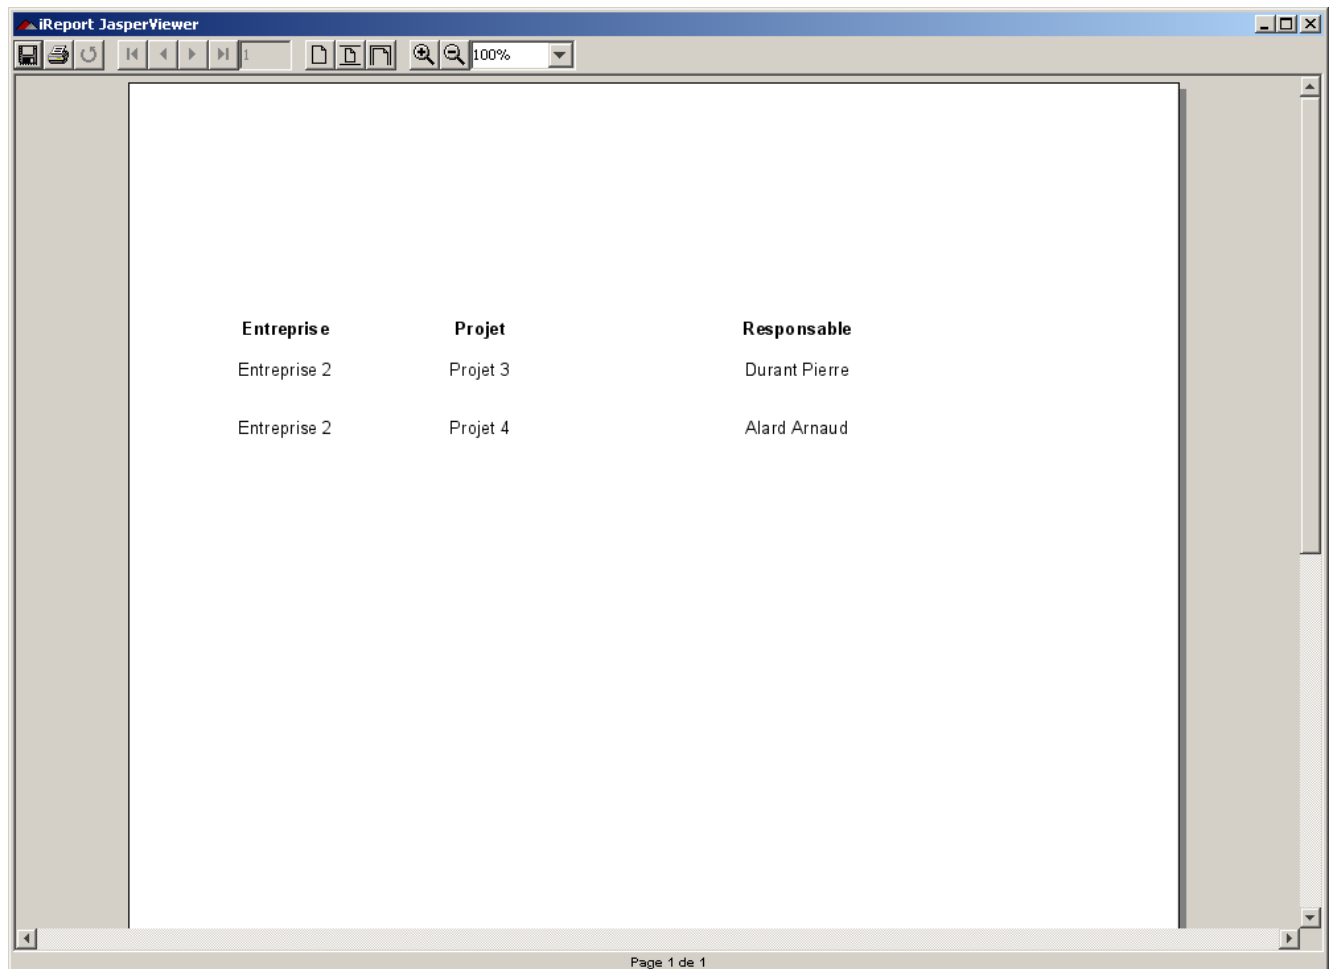 iReport JasperViewer
1 100%
Entreprise Projet Responsable
Entreprise 2 Projet 3 Durant Pierre
Entreprise 2 Projet 4 Alard Arnaud
Page 1 de 1